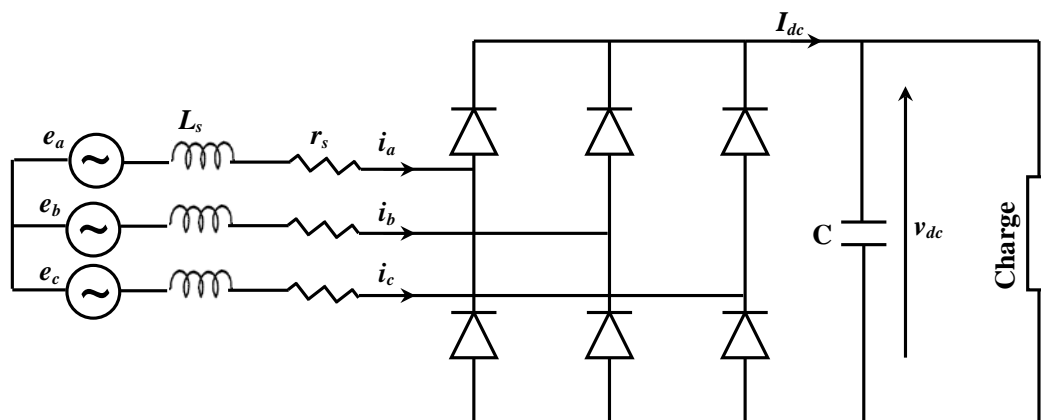 I_dc
e_a
L_s
r_s
i_a
e_b
i_b
e_c
i_c
C
v_dc
Charge